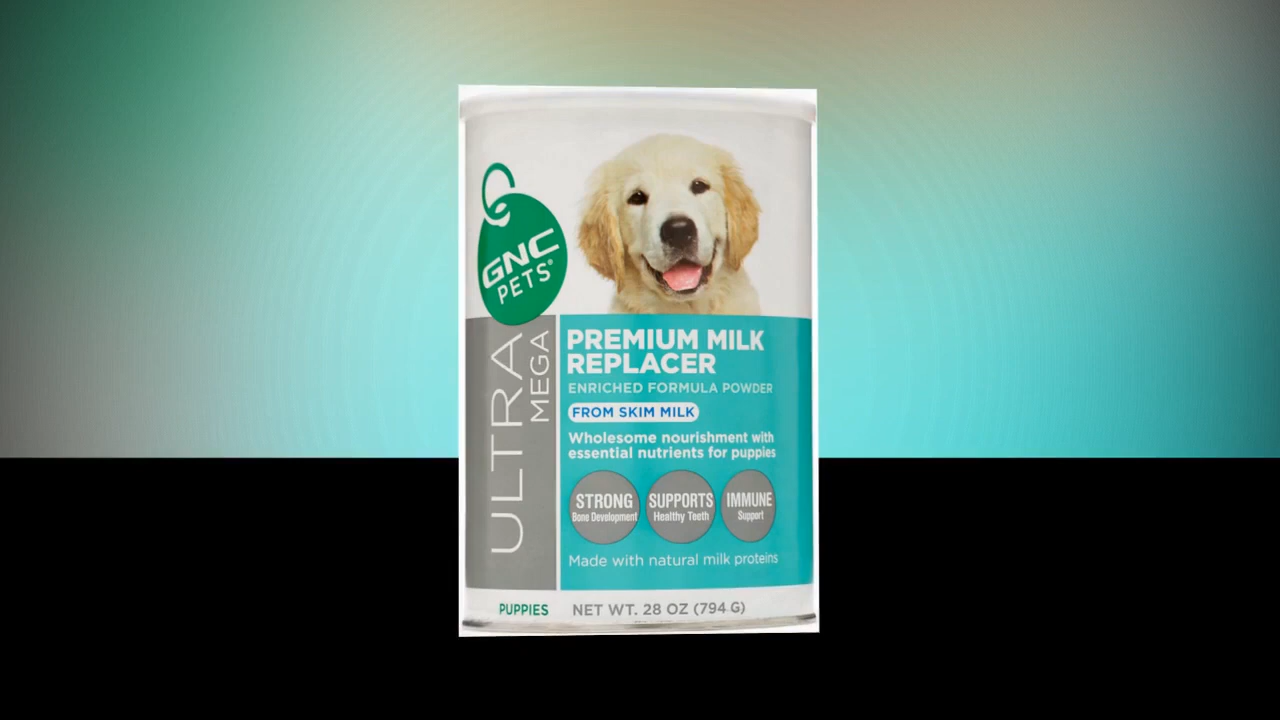 GNC
PETS®
ULTRA
MEGA
PREMIUM MILK
REPLACER
ENRICHED FORMULA POWDER
FROM SKIM MILK
Wholesome nourishment with
essential nutrients for puppies
STRONG
Bone Development
SUPPORTS
Healthy Teeth
IMMUNE
Support
Made with natural milk proteins
PUPPIES
NET WT. 28 OZ (794 G)